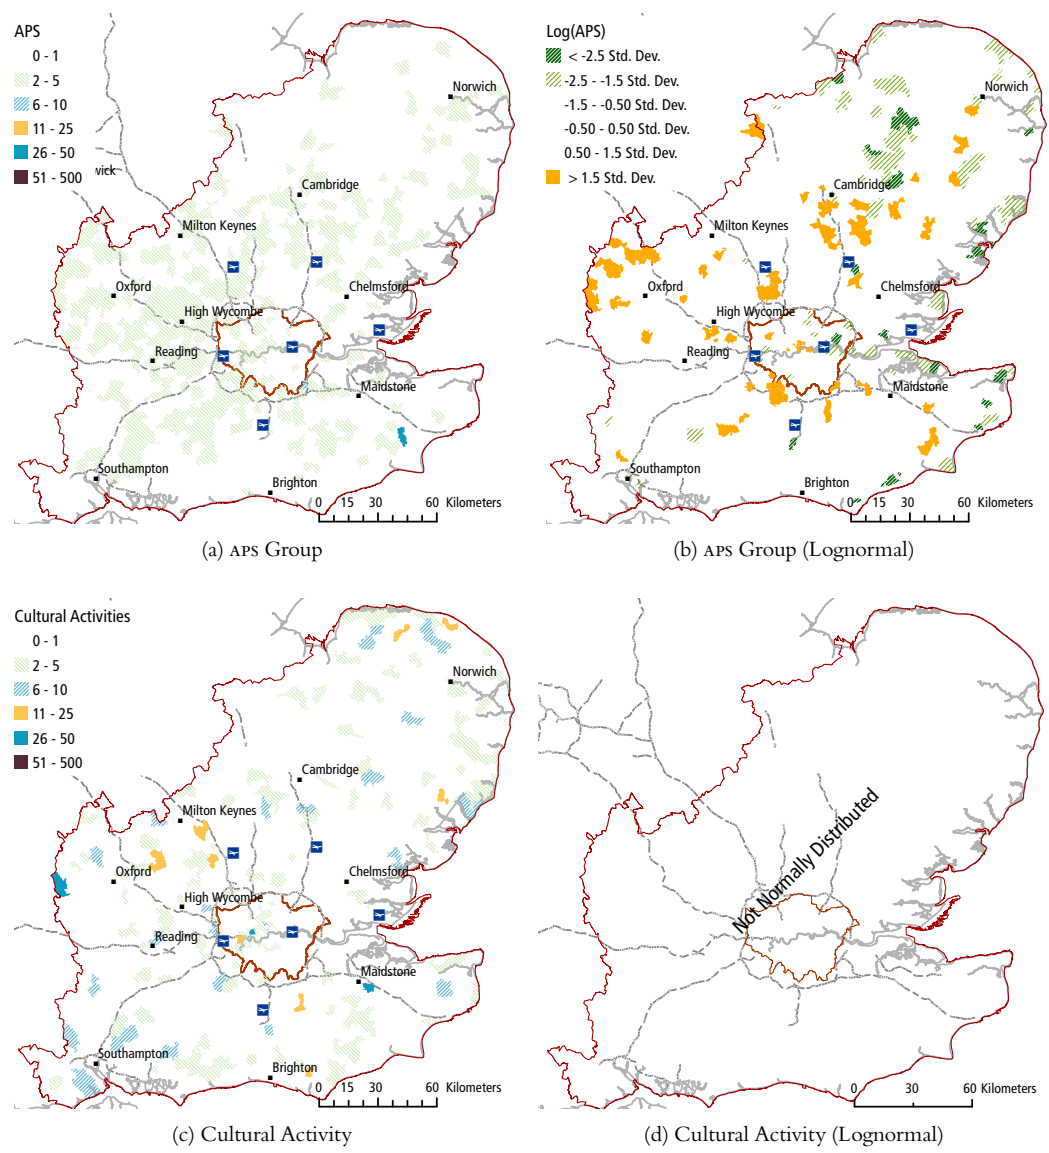 APS
0 - 1
2 - 5
6 - 10
11 - 25
26 - 50
51 - 500
wick
Norwich
Cambridge
Milton Keynes
Oxford
Chelmsford
High Wycombe
Reading
Maidstone
Southampton
Brighton
0 15 30 60 Kilometers
(a) APS Group
Log(APS)
< -2.5 Std. Dev.
-2.5 - -1.5 Std. Dev.
-1.5 - -0.50 Std. Dev.
-0.50 - 0.50 Std. Dev.
0.50 - 1.5 Std. Dev.
> 1.5 Std. Dev.
Norwich
Cambridge
Milton Keynes
Oxford
Chelmsford
High Wycombe
Reading
Maidstone
Southampton
Brighton
0 15 30 60 Kilometers
(b) APS Group (Lognormal)
Cultural Activities
0 - 1
2 - 5
6 - 10
11 - 25
26 - 50
51 - 500
Norwich
Cambridge
Milton Keynes
Oxford
Chelmsford
High Wycombe
Reading
Maidstone
Southampton
Brighton
0 15 30 60 Kilometers
(c) Cultural Activity
Not Normally Distributed
0 30 60 Kilometers
(d) Cultural Activity (Lognormal)